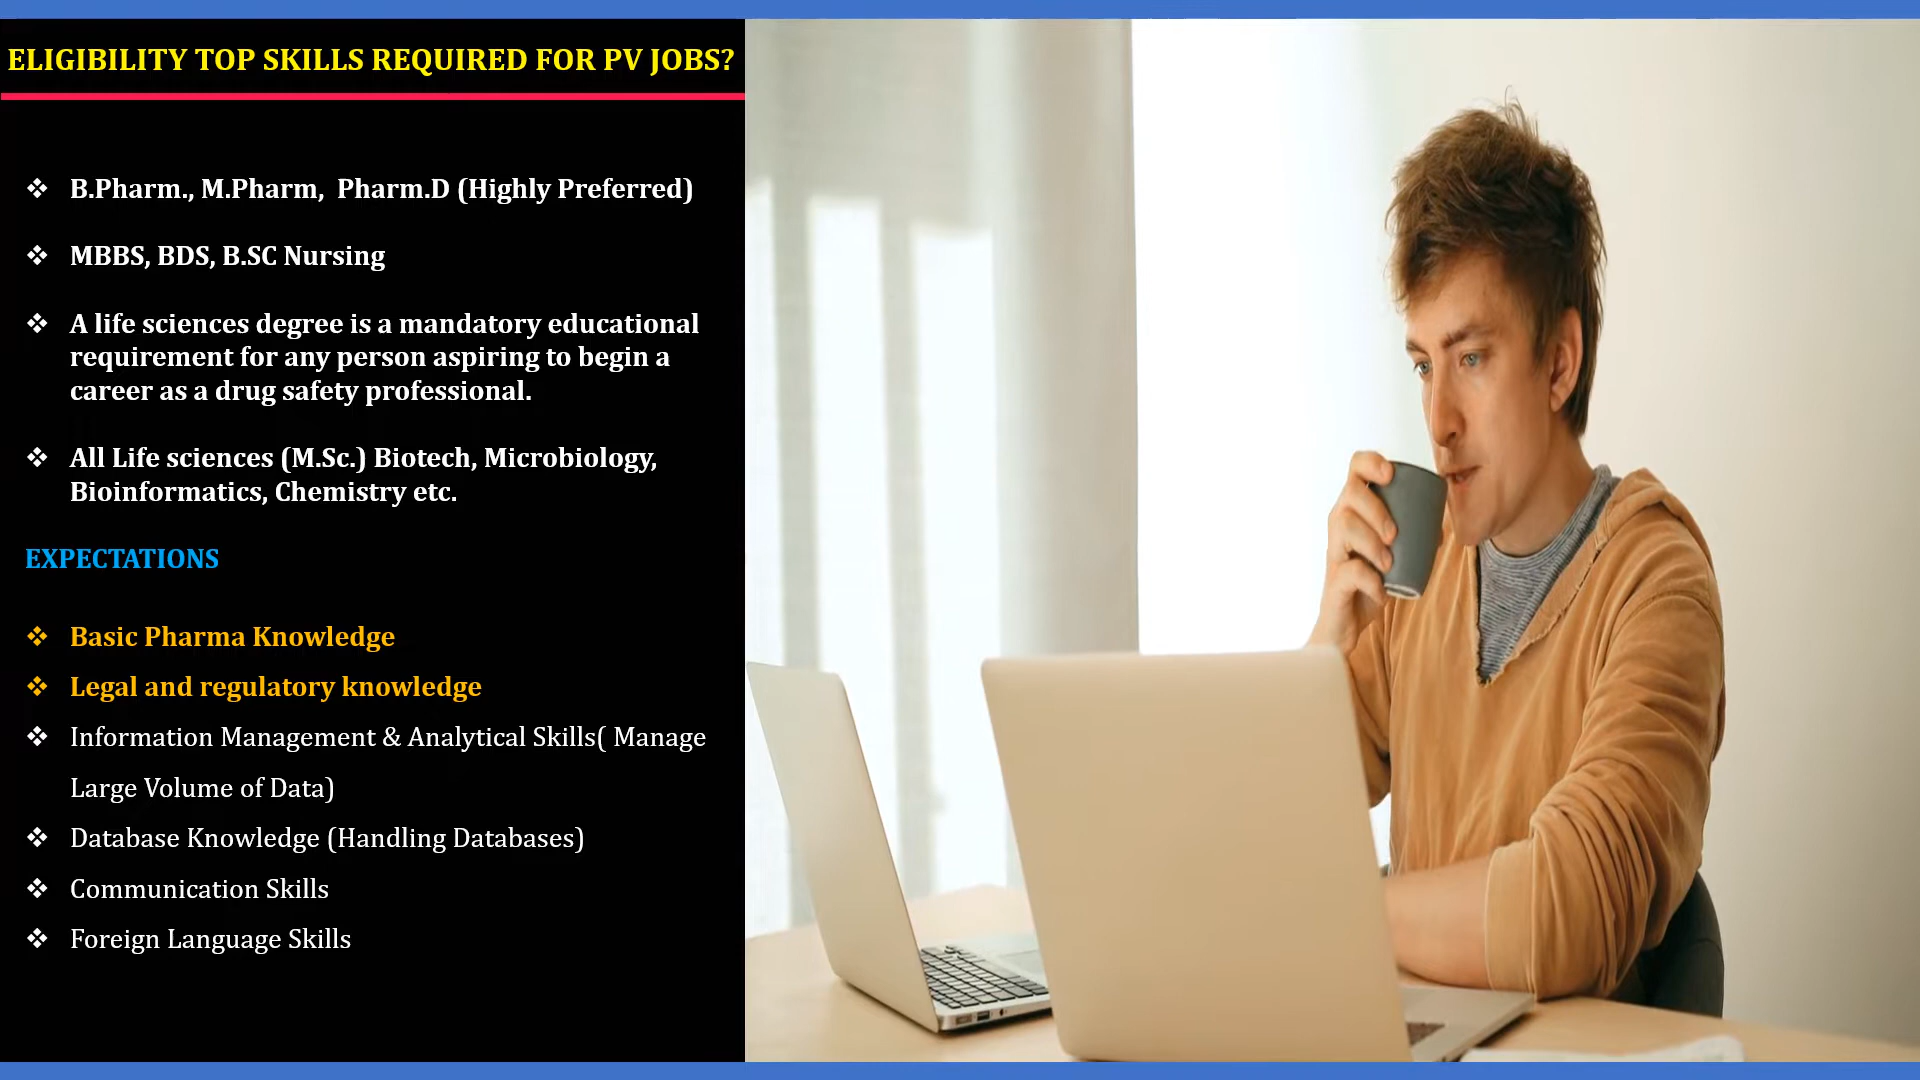 ELIGIBILITY TOP SKILLS REQUIRED FOR PV JOBS?
❖ B.Pharm., M.Pharm, Pharm.D (Highly Preferred)
❖ MBBS, BDS, B.SC Nursing
❖ A life sciences degree is a mandatory educational
requirement for any person aspiring to begin a
career as a drug safety professional.
❖ All Life sciences (M.Sc.) Biotech, Microbiology,
Bioinformatics, Chemistry etc.
EXPECTATIONS
❖ Basic Pharma Knowledge
❖ Legal and regulatory knowledge
❖ Information Management & Analytical Skills( Manage
Large Volume of Data)
❖ Database Knowledge (Handling Databases)
❖ Communication Skills
❖ Foreign Language Skills